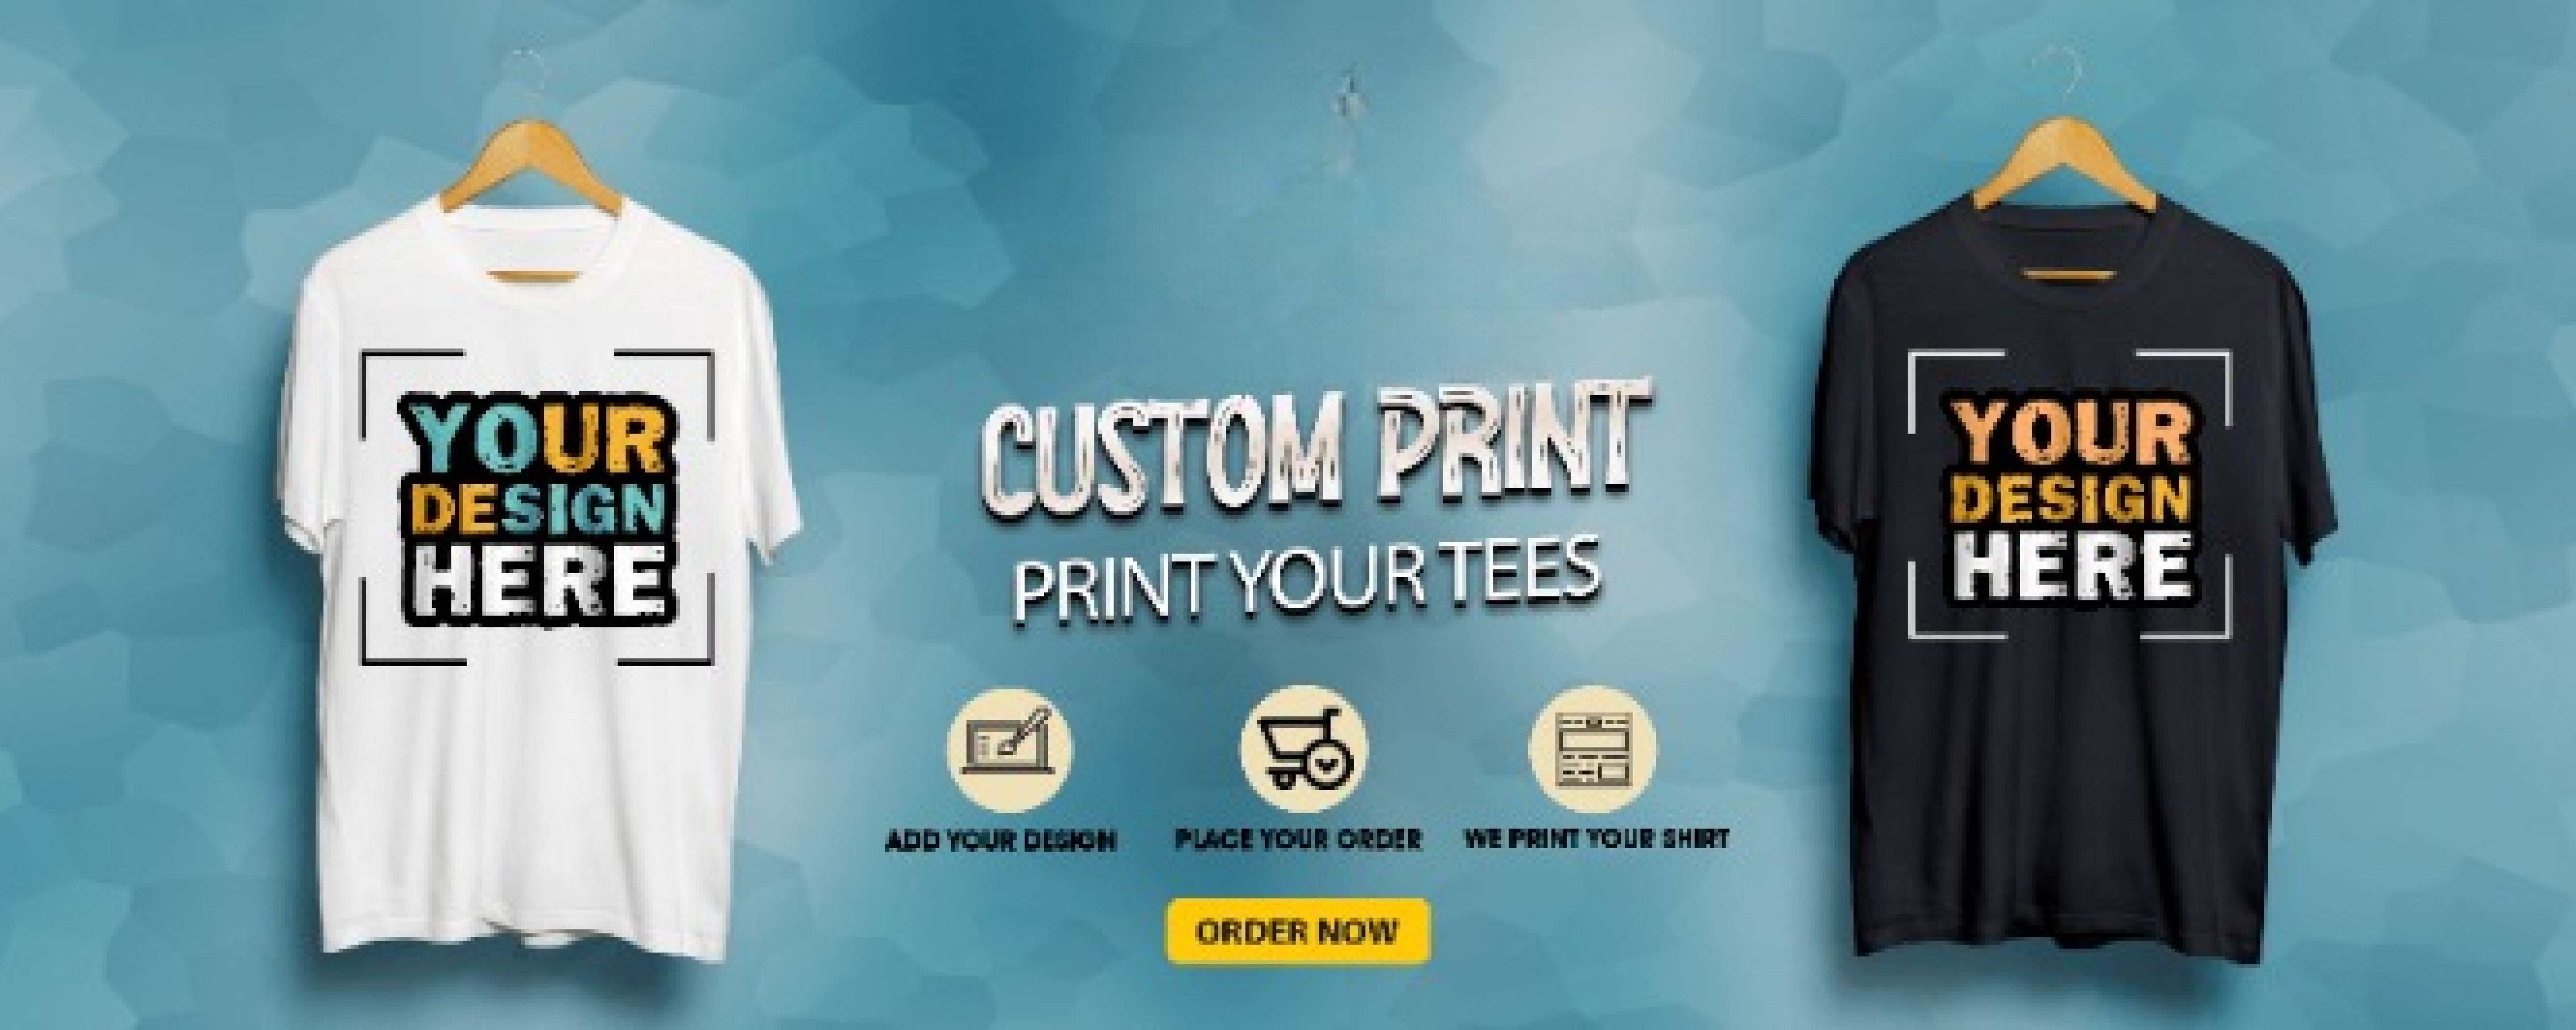 YOUR
DESIGN
HERE
CUSTOM PRINT
PRINT YOUR TEES
ADD YOUR DESIGN
PLACE YOUR ORDER
WE PRINT YOUR SHIRT
ORDER NOW
YOUR
DESIGN
HERE